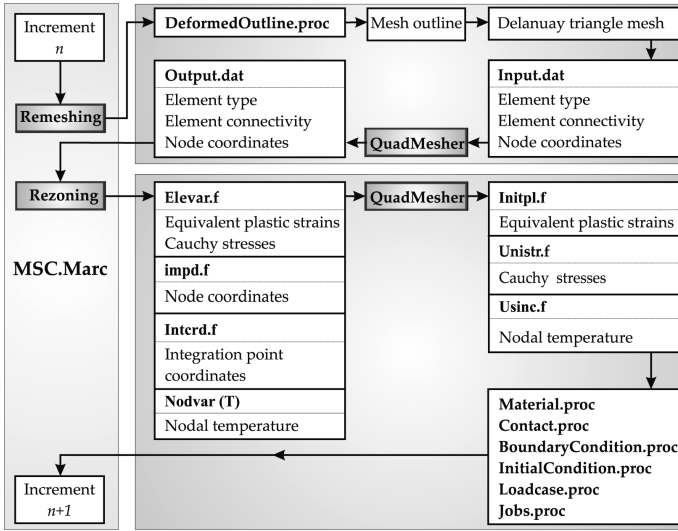 Increment
n
Remeshing
DeformedOutline.proc
Mesh outline
Delanuay triangle mesh
Input.dat
Element type
Element connectivity
Node coordinates
QuadMesher
Output.dat
Element type
Element connectivity
Node coordinates
Rezoning
MSC.Marc
Elevar.f
Equivalent plastic strains
Cauchy stresses
impd.f
Node coordinates
Intcrd.f
Integration point
coordinates
Nodvar (T)
Nodal temperature
QuadMesher
Initpl.f
Equivalent plastic strains
Unistr.f
Cauchy stresses
Usinc.f
Nodal temperature
Material.proc
Contact.proc
BoundaryCondition.proc
InitialCondition.proc
Loadcase.proc
Jobs.proc
Increment
n+1